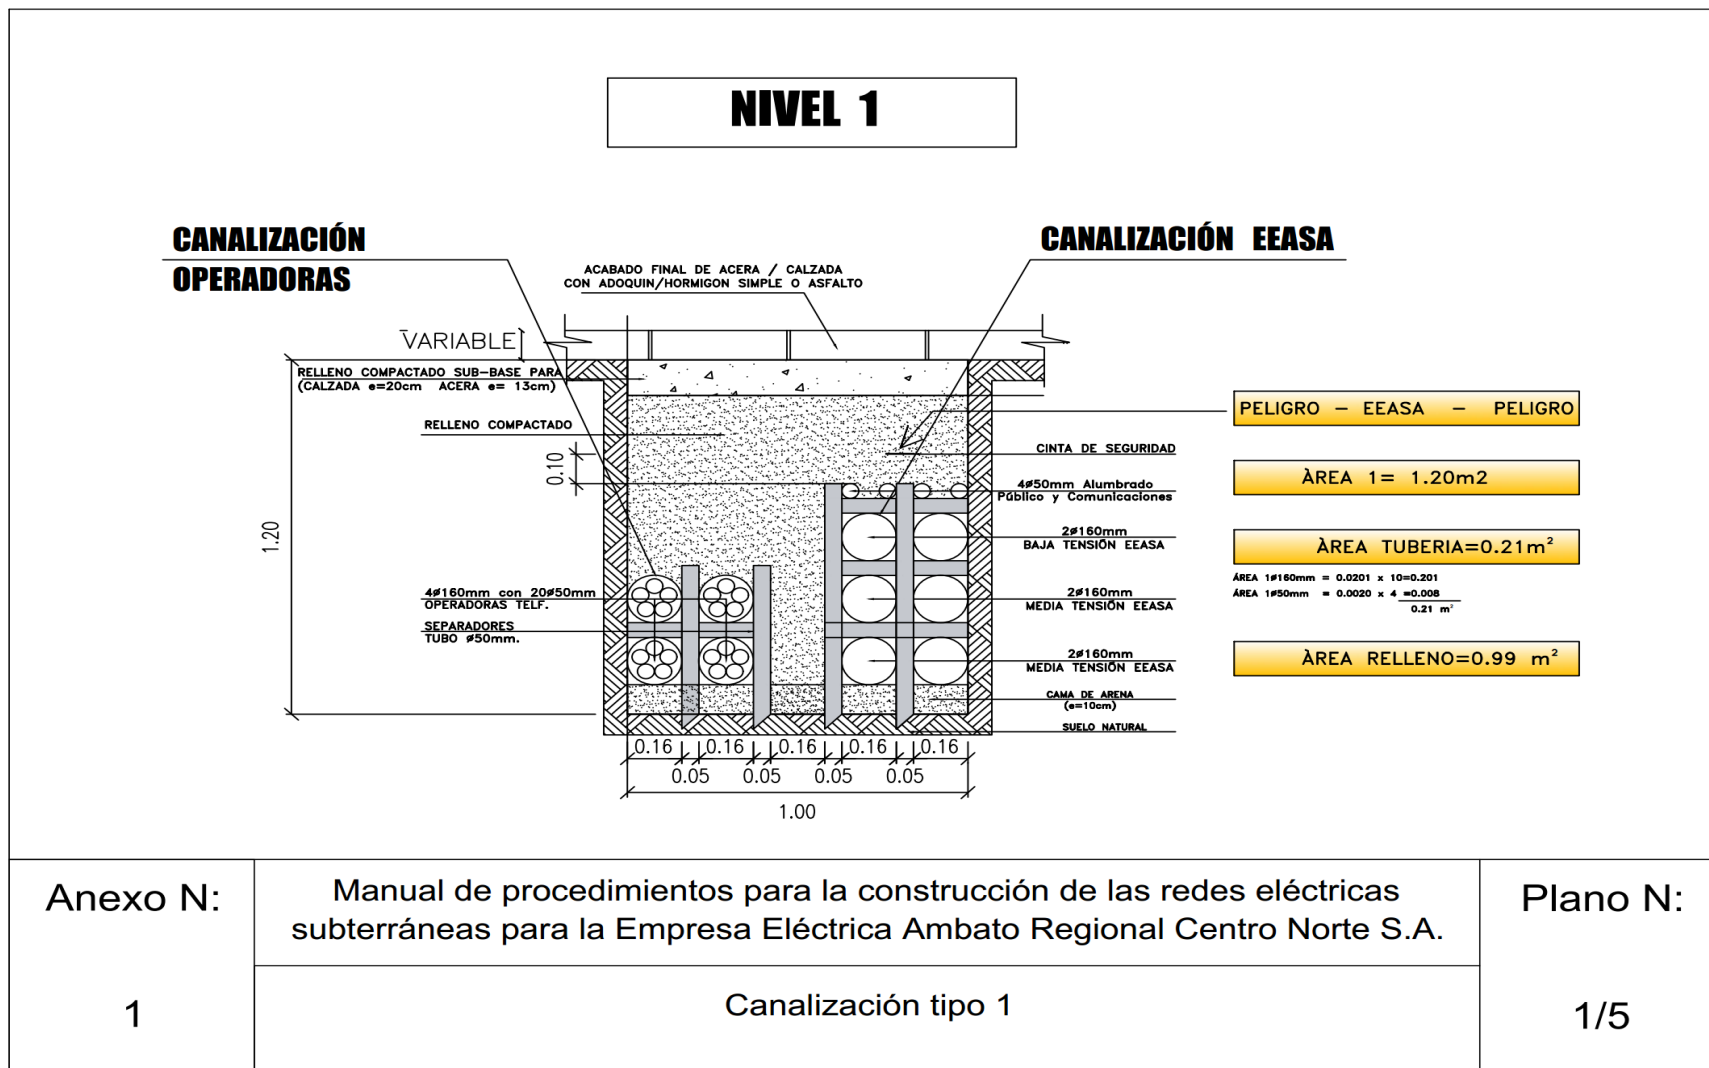 NIVEL 1
CANALIZACIÓN
OPERADORAS
CANALIZACIÓN EEASA
ACABADO FINAL DE ACERA / CALZADA
CON ADOQUIN/HORMIGON SIMPLE O ASFALTO
VARIABLE
RELLENO COMPACTADO SUB-BASE PARA
(CALZADA e=20cm ACERA e= 13cm)
RELLENO COMPACTADO
0.10
1.20
4ø160mm con 20ø50mm
OPERADORAS TELF.
SEPARADORES
TUBO ø50mm.
CINTA DE SEGURIDAD
4ø50mm Alumbrado
Público y Comunicaciones
2ø160mm
BAJA TENSIÓN EEASA
2ø160mm
MEDIA TENSIÓN EEASA
2ø160mm
MEDIA TENSIÓN EEASA
CAMA DE ARENA
(e=10cm)
SUELO NATURAL
PELIGRO - EEASA - PELIGRO
ÀREA 1= 1.20m2
ÀREA TUBERIA=0.21m²
ÁREA 1ø160mm = 0.0201 x 10=0.201
ÁREA 1ø50mm = 0.0020 x 4 =0.008
0.21 m²
ÀREA RELLENO=0.99 m²
0.16 0.16 0.16 0.16 0.16
0.05 0.05 0.05 0.05
1.00
Anexo N:
1
Manual de procedimientos para la construcción de las redes eléctricas
subterráneas para la Empresa Eléctrica Ambato Regional Centro Norte S.A.
Canalización tipo 1
Plano N:
1/5